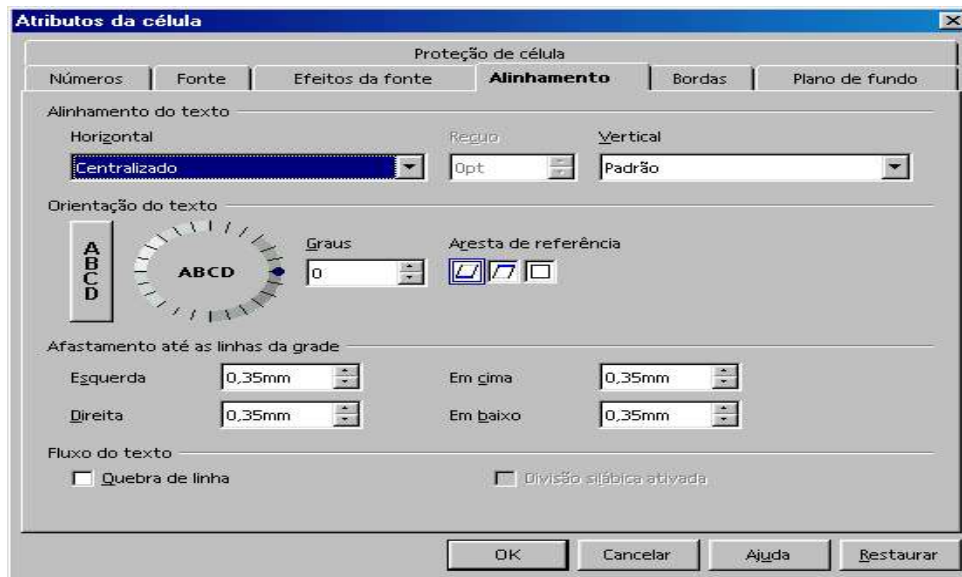 Atributos da célula
Proteção de célula
Números Fonte Efeitos da fonte Alinhamento Bordas Plano de fundo
Alinhamento do texto
Horizontal Recuo Vertical
Centralizado 0pt Padrão
Orientação do texto
ABCD ABCD Graus Aresta de referência
0
Afastamento até as linhas da grade
Esquerda 0,35mm Em cima 0,35mm
Direita 0,35mm Em baixo 0,35mm
Fluxo do texto
Quebra de linha Divisão silábica ativada
OK Cancelar Ajuda Restaurar